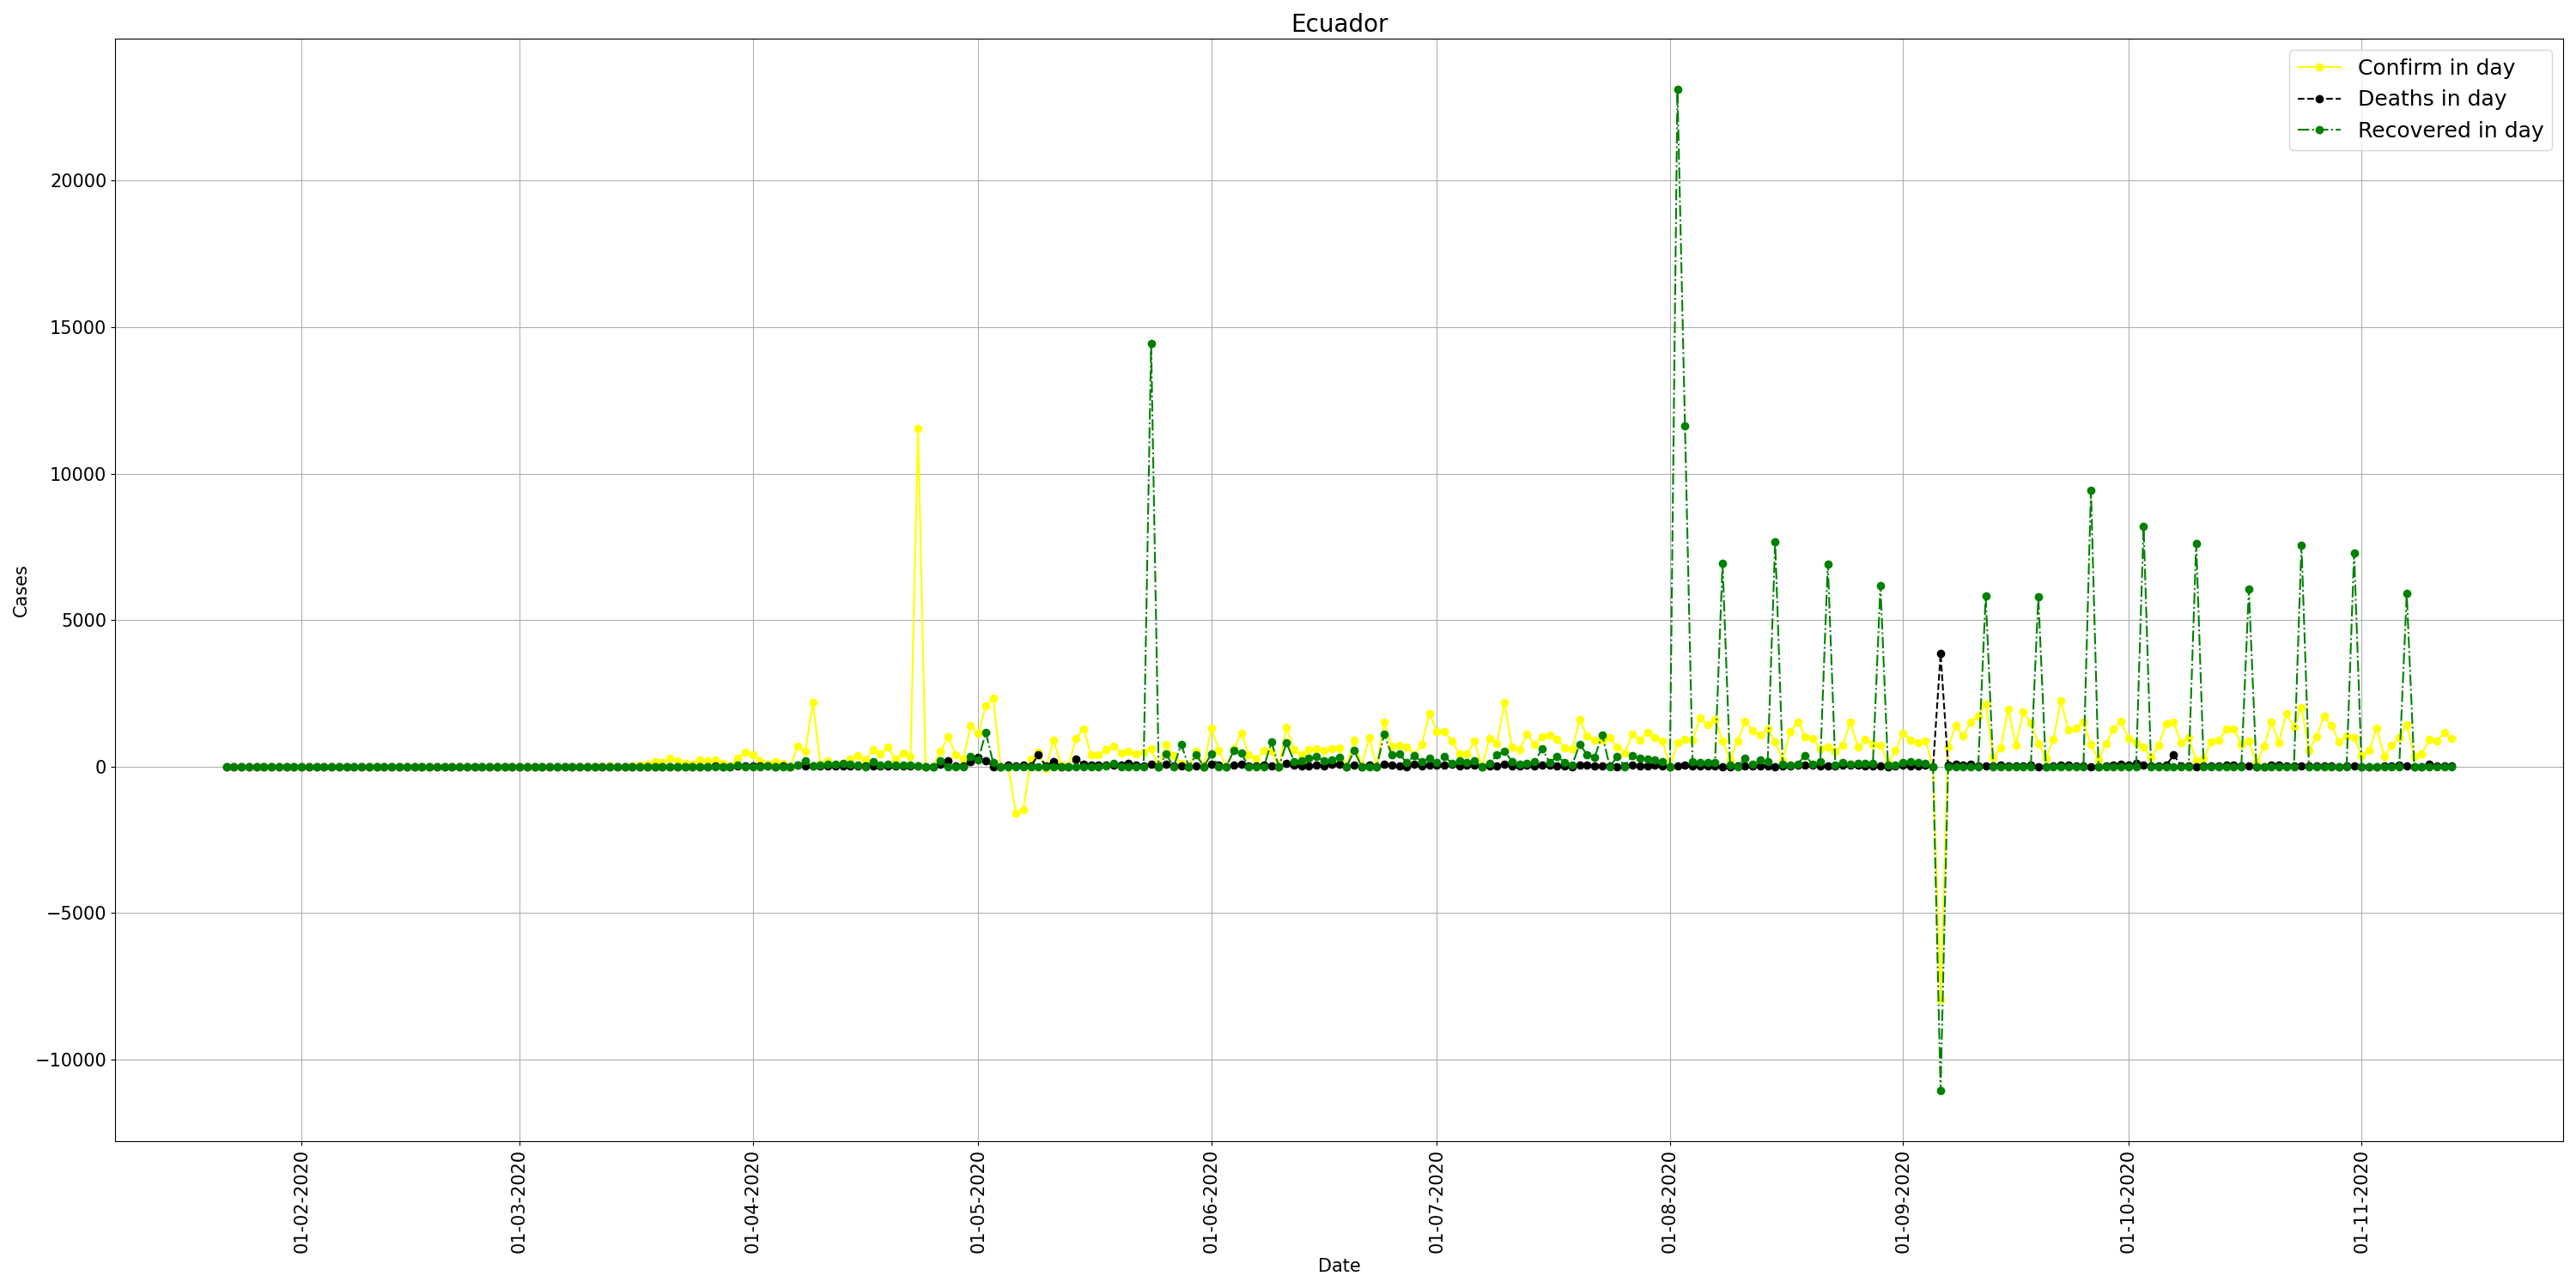 Ecuador
Confirm in day
Deaths in day
Recovered in day
20000
15000
10000
5000
0
−5000
−10000
Cases
01-02-2020
01-03-2020
01-04-2020
01-05-2020
01-06-2020
01-07-2020
01-08-2020
01-09-2020
01-10-2020
01-11-2020
Date